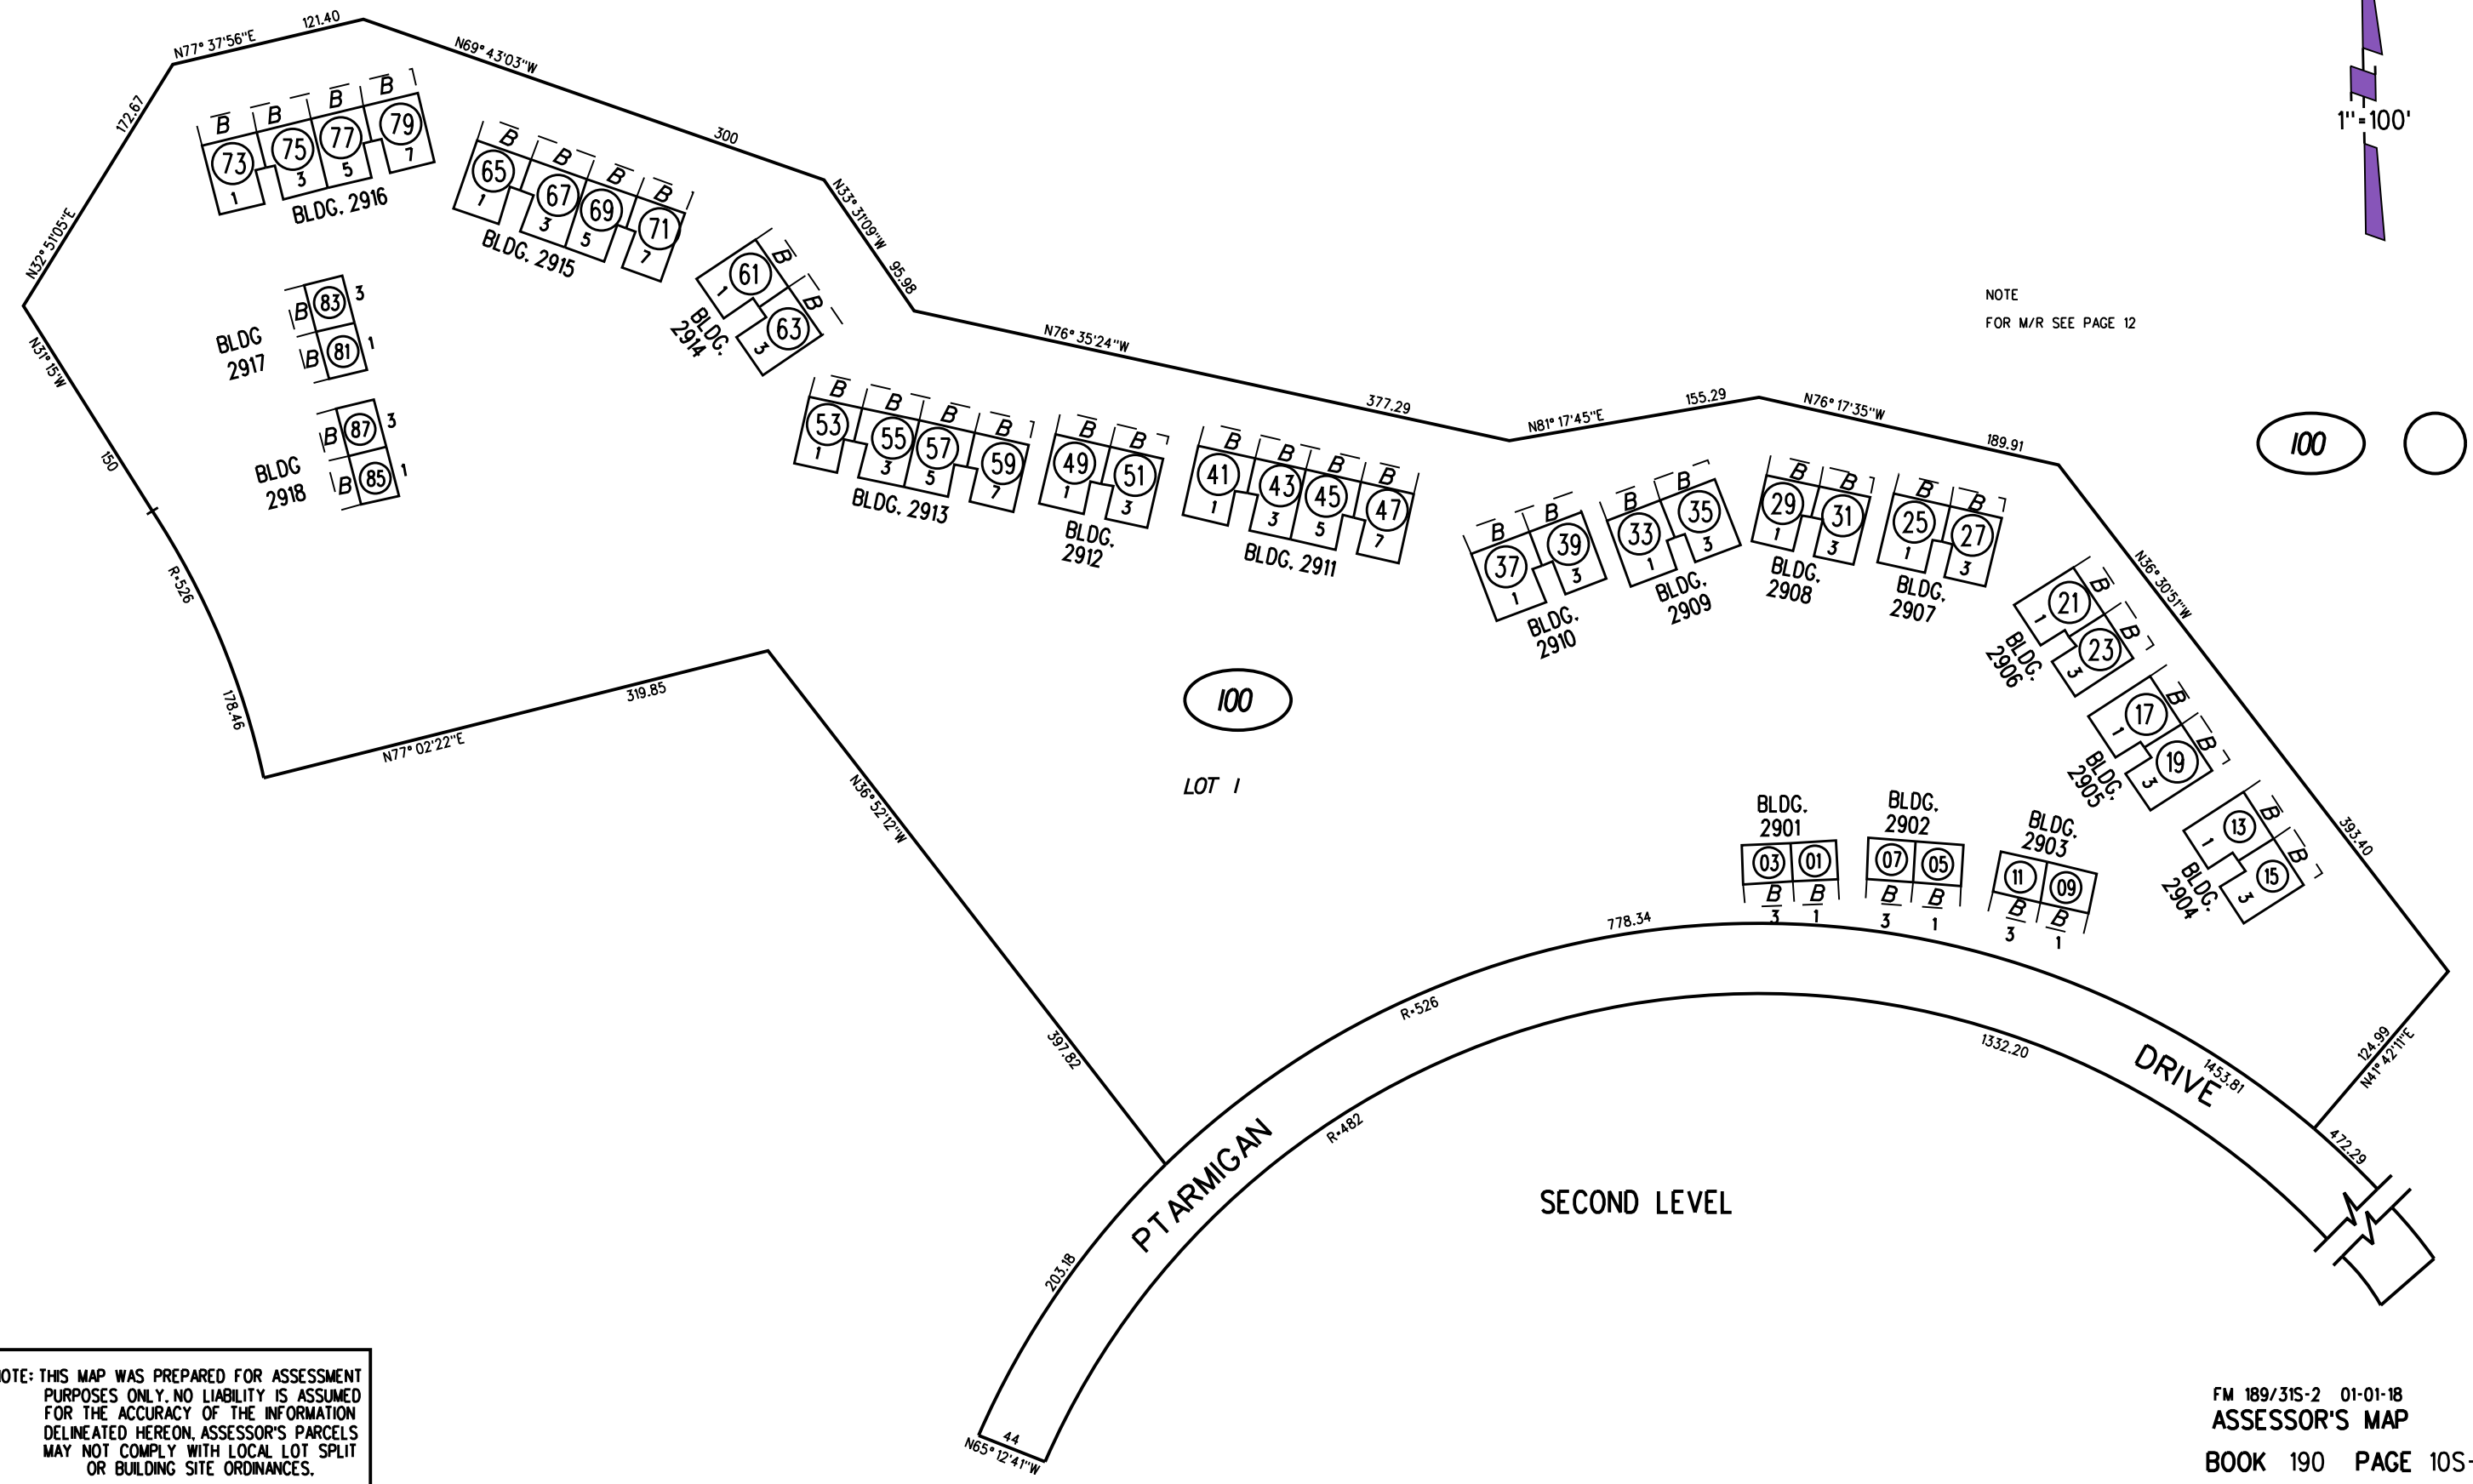 N77° 37'56"E
121.40
N69° 43'03"W
300
172.67
N32° 51'05"E
N33° 31'09"W
95.98
N31° 15'W
150
R=526
178.46
N77° 02'22"E
319.85
N36° 52'12"W
397.82
N76° 35'24"W
377.29
N81° 17'45"E
155.29
N76° 17'35"W
189.91
N36° 30'51"W
393.40
124.99
N41° 42'11"E
1"=100'
NOTE
FOR M/R SEE PAGE 12
100
B B B B
73 75 77 79
1 3 5 7
BLDG. 2916
B B B B
65 67 69 71
1 3 5 7
BLDG. 2915
B B
61 63
1 3
BLDG.
2914
BLDG
2917
B 83 3
B 81 1
BLDG
2918
B 87 3
B 85 1
B B B B
53 55 57 59
1 3 5 7
BLDG. 2913
B B
49 51
1 3
BLDG.
2912
B B B B
41 43 45 47
1 3 5 7
BLDG. 2911
B B
37 39
1 3
BLDG.
2910
B B
33 35
1 3
BLDG.
2909
B B
29 31
1 3
BLDG.
2908
B B
25 27
1 3
BLDG.
2907
B B
21 23
1 3
BLDG.
2906
B B
17 19
1 3
BLDG.
2905
B B
13 15
1 3
BLDG.
2904
100
LOT 1
BLDG.
2901
03 01
B B
3 1
BLDG.
2902
07 05
B B
3 1
BLDG.
2903
11 09
B B
3 1
778.34
R=526
1332.20
1453.81
472.29
R=482
203.18
PTARMIGAN DRIVE
44
N65° 12'41"W
SECOND LEVEL
OTE: THIS MAP WAS PREPARED FOR ASSESSMENT
PURPOSES ONLY. NO LIABILITY IS ASSUMED
FOR THE ACCURACY OF THE INFORMATION
DELINEATED HEREON. ASSESSOR'S PARCELS
MAY NOT COMPLY WITH LOCAL LOT SPLIT
OR BUILDING SITE ORDINANCES.
FM 189/31S-2 01-01-18
ASSESSOR'S MAP
BOOK 190 PAGE 10S-